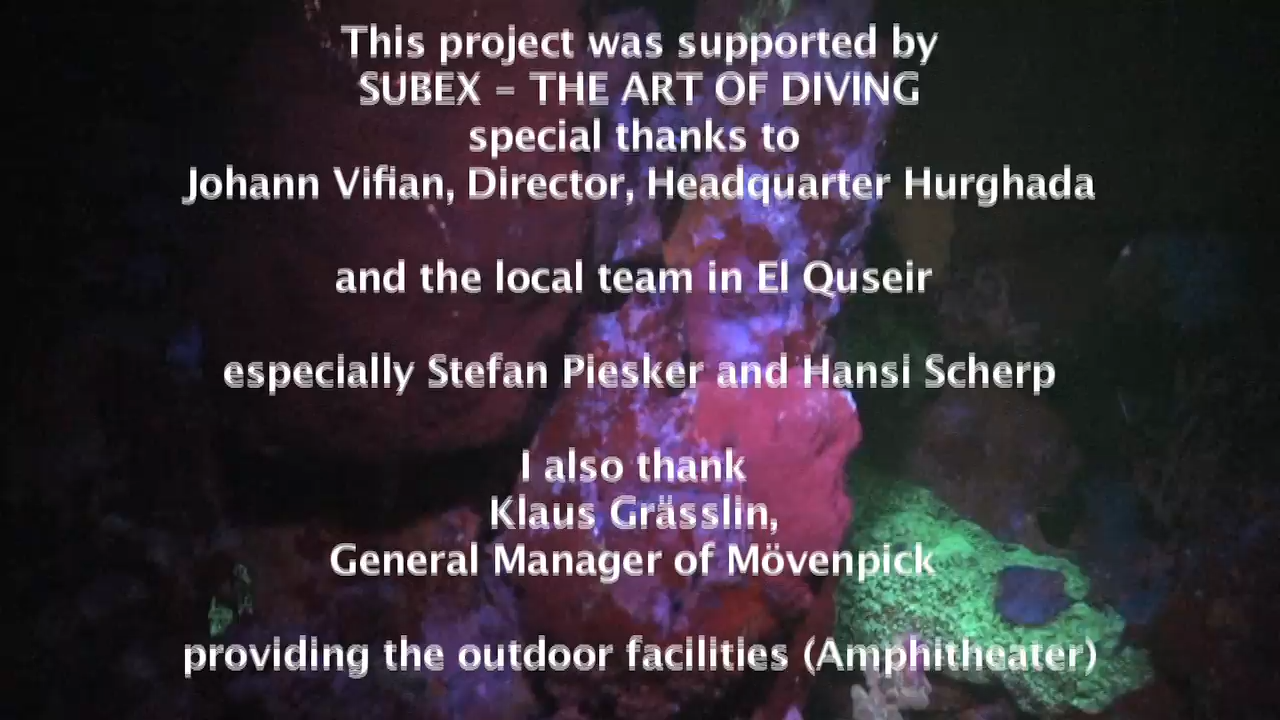 This project was supported by
SUBEX - THE ART OF DIVING
special thanks to
Johann Vifian, Director, Headquarter Hurghada
and the local team in El Quseir
especially Stefan Piesker and Hansi Scherp
I also thank
Klaus Grässlin,
General Manager of Mövenpick
providing the outdoor facilities (Amphitheater)